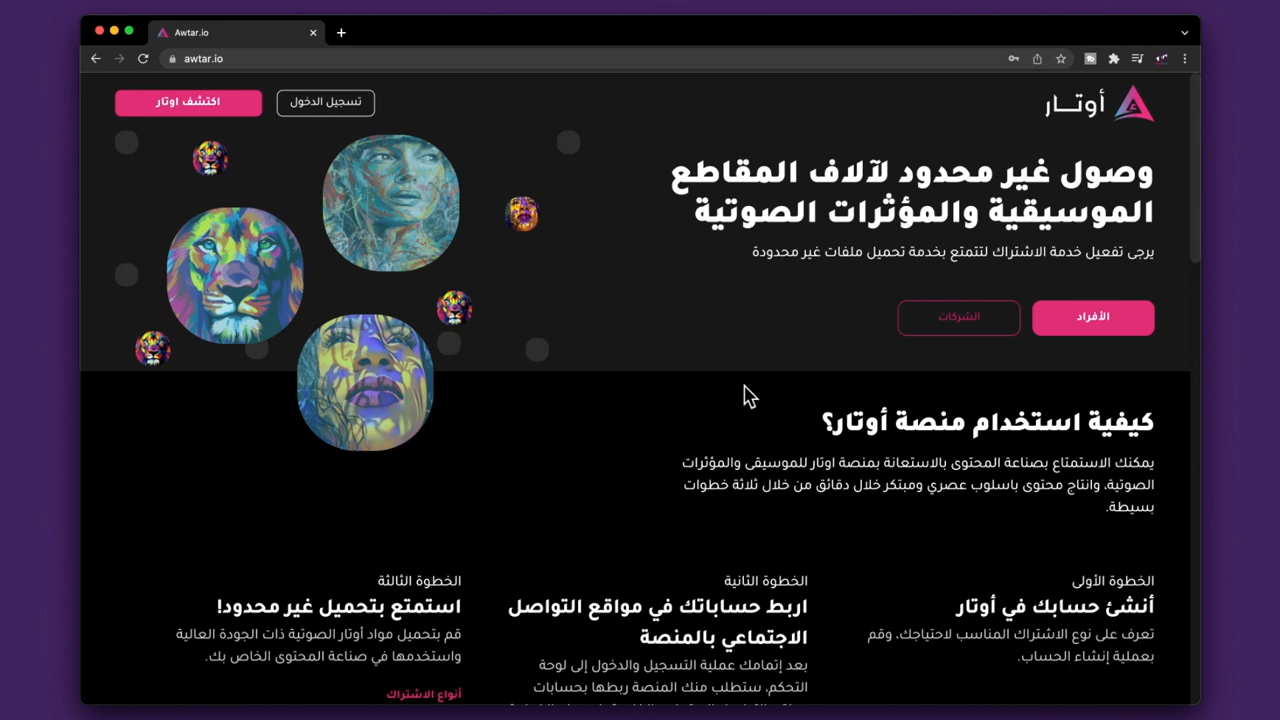 Awtar.io
awtar.io
أوتـــار
تسجيل الدخول
اكتشف اوتار
وصول غير محدود لآلاف المقاطع
الموسيقية والمؤثرات الصوتية
يرجى تفعيل خدمة الاشتراك لتتمتع بخدمة تحميل ملفات غير محدودة
الأفراد
الشركات
كيفية استخدام منصة أوتار؟
يمكنك الاستمتاع بصناعة المحتوى بالاستعانة بمنصة اوتار للموسيقى والمؤثرات
الصوتية، وانتاج محتوى باسلوب عصري ومبتكر خلال دقائق من خلال ثلاثة خطوات
بسيطة.
الخطوة الأولى
أنشئ حسابك في أوتار
تعرف على نوع الاشتراك المناسب لاحتياجك، وقم
بعملية إنشاء الحساب.
الخطوة الثانية
اربط حساباتك في مواقع التواصل
الاجتماعي بالمنصة
بعد إتمامك عملية التسجيل والدخول إلى لوحة
التحكم، ستطلب منك المنصة ربطها بحسابات
الخطوة الثالثة
استمتع بتحميل غير محدود!
قم بتحميل مواد أوتار الصوتية ذات الجودة العالية
واستخدمها في صناعة المحتوى الخاص بك.
أنواع الاشتراك